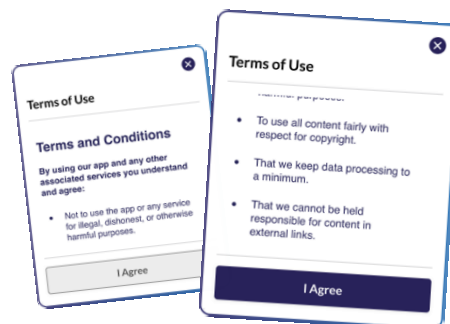 Terms of Use
Terms and Conditions
By using our app and any other
associated services you understand
and agree:
• Not to use the app or any service
for illegal, dishonest, or otherwise
harmful purposes.
I Agree
Terms of Use
harmful purposes.
• To use all content fairly with
respect for copyright.
• That we keep data processing to
a minimum.
• That we cannot be held
responsible for content in
external links.
I Agree